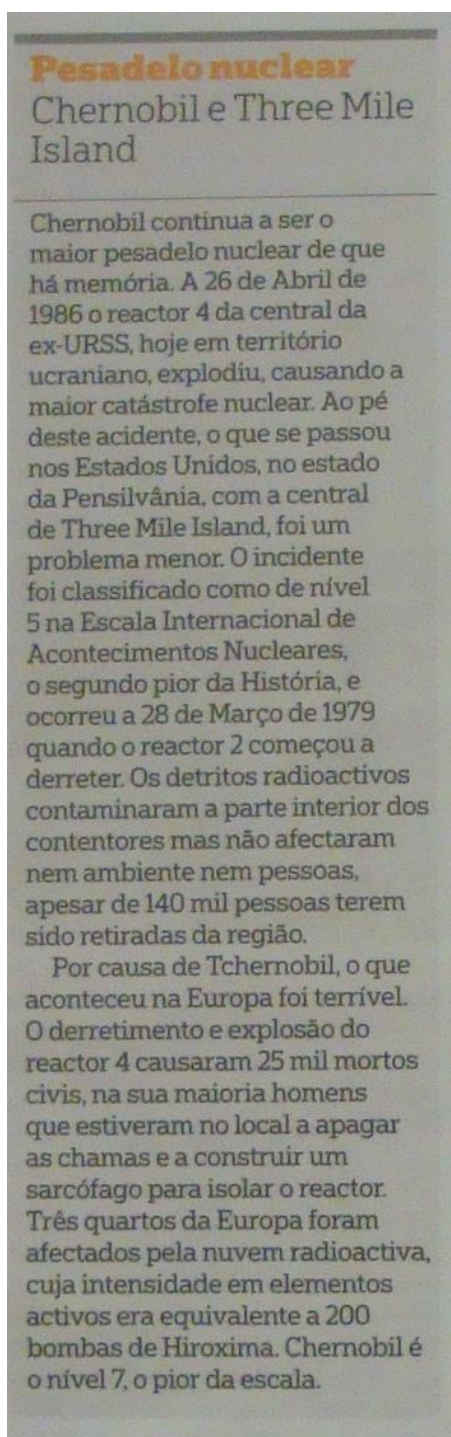 Pesadelo nuclear
Chernobil e Three Mile
Island
Chernobil continua a ser o
maior pesadelo nuclear de que
há memória. A 26 de Abril de
1986 o reactor 4 da central da
ex-URSS, hoje em território
ucraniano, explodiu, causando a
maior catástrofe nuclear. Ao pé
deste acidente, o que se passou
nos Estados Unidos, no estado
da Pensilvânia, com a central
de Three Mile Island, foi um
problema menor. O incidente
foi classificado como de nível
5 na Escala Internacional de
Acontecimentos Nucleares,
o segundo pior da História, e
ocorreu a 28 de Março de 1979
quando o reactor 2 começou a
derreter. Os detritos radioactivos
contaminaram a parte interior dos
contentores mas não afectaram
nem ambiente nem pessoas,
apesar de 140 mil pessoas terem
sido retiradas da região.
Por causa de Tchernobil, o que
aconteceu na Europa foi terrível.
O derretimento e explosão do
reactor 4 causaram 25 mil mortos
civis, na sua maioria homens
que estiveram no local a apagar
as chamas e a construir um
sarcófago para isolar o reactor.
Três quartos da Europa foram
afectados pela nuvem radioactiva,
cuja intensidade em elementos
activos era equivalente a 200
bombas de Hiroxima. Chernobil é
o nível 7, o pior da escala.